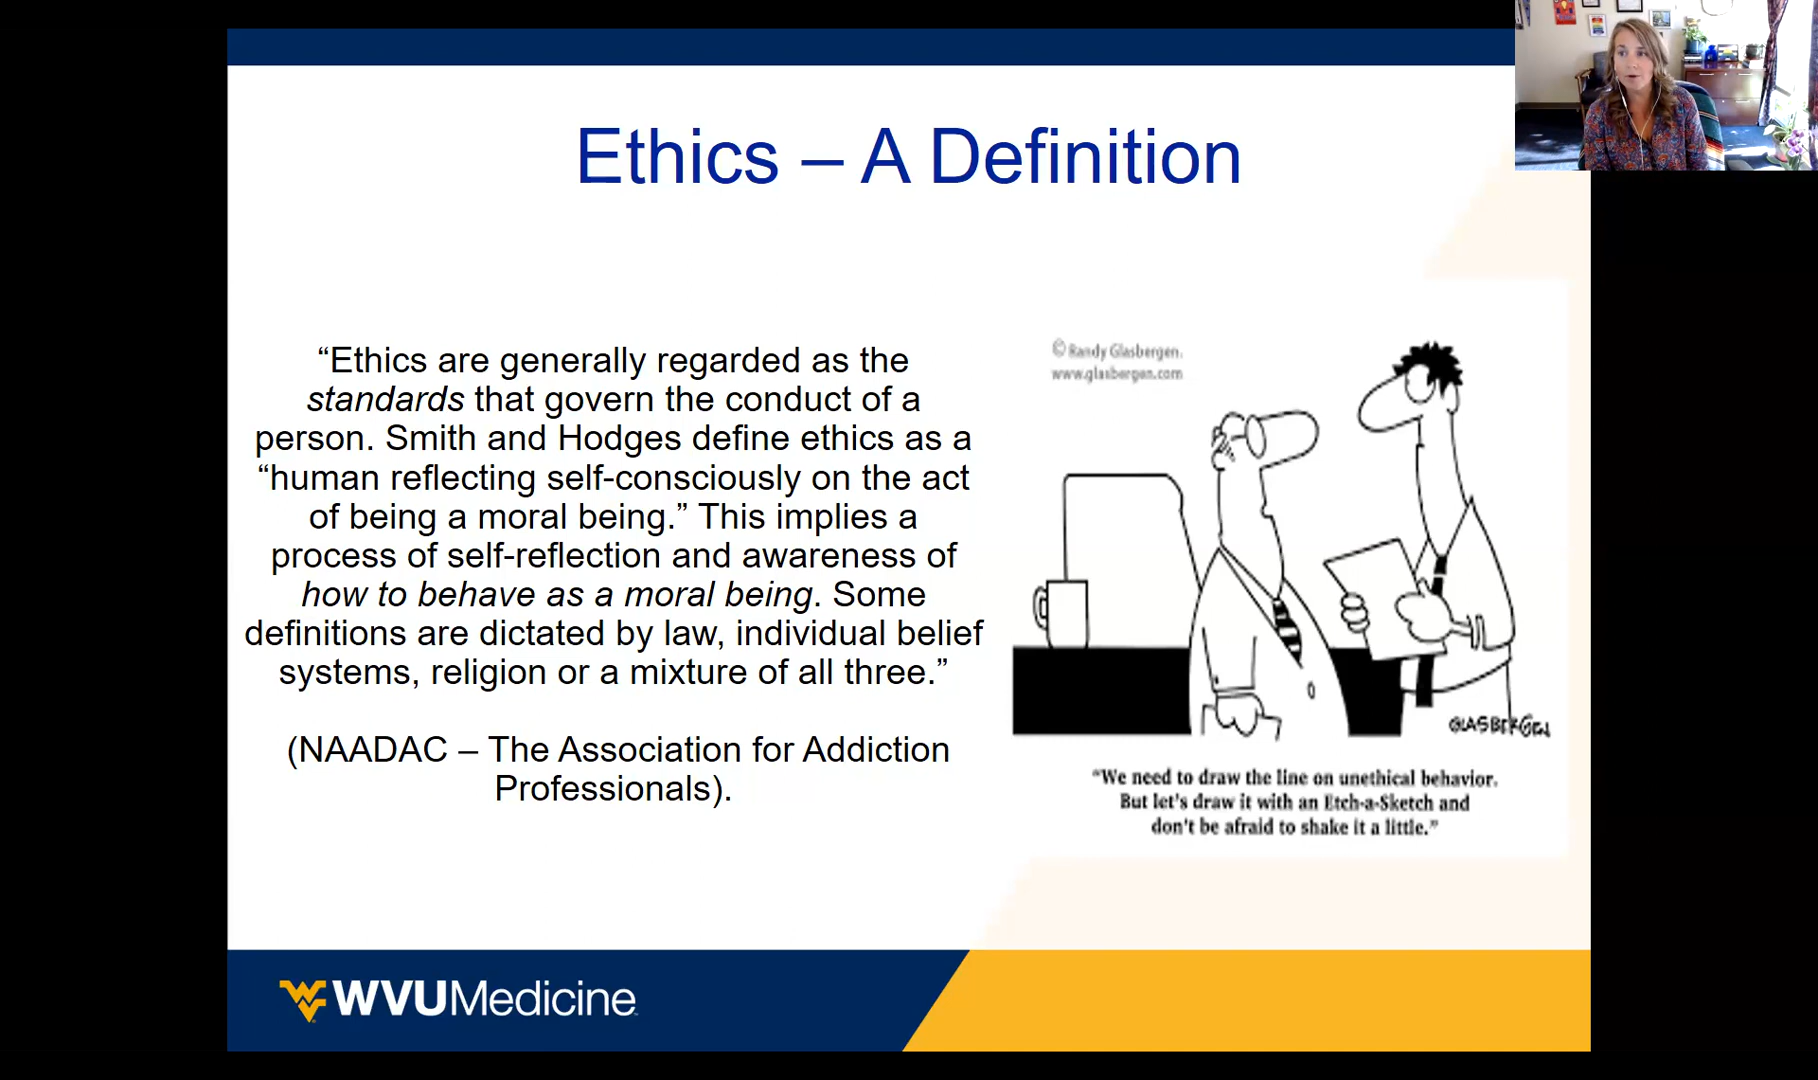 Ethics – A Definition
“Ethics are generally regarded as the
standards that govern the conduct of a
person. Smith and Hodges define ethics as a
“human reflecting self-consciously on the act
of being a moral being.” This implies a
process of self-reflection and awareness of
how to behave as a moral being. Some
definitions are dictated by law, individual belief
systems, religion or a mixture of all three.”
(NAADAC – The Association for Addiction
Professionals).
© Randy Glasbergen.
www.glasbergen.com
GLASBERGEN
“We need to draw the line on unethical behavior.
But let's draw it with an Etch-a-Sketch and
don't be afraid to shake it a little.”
WVUMedicine